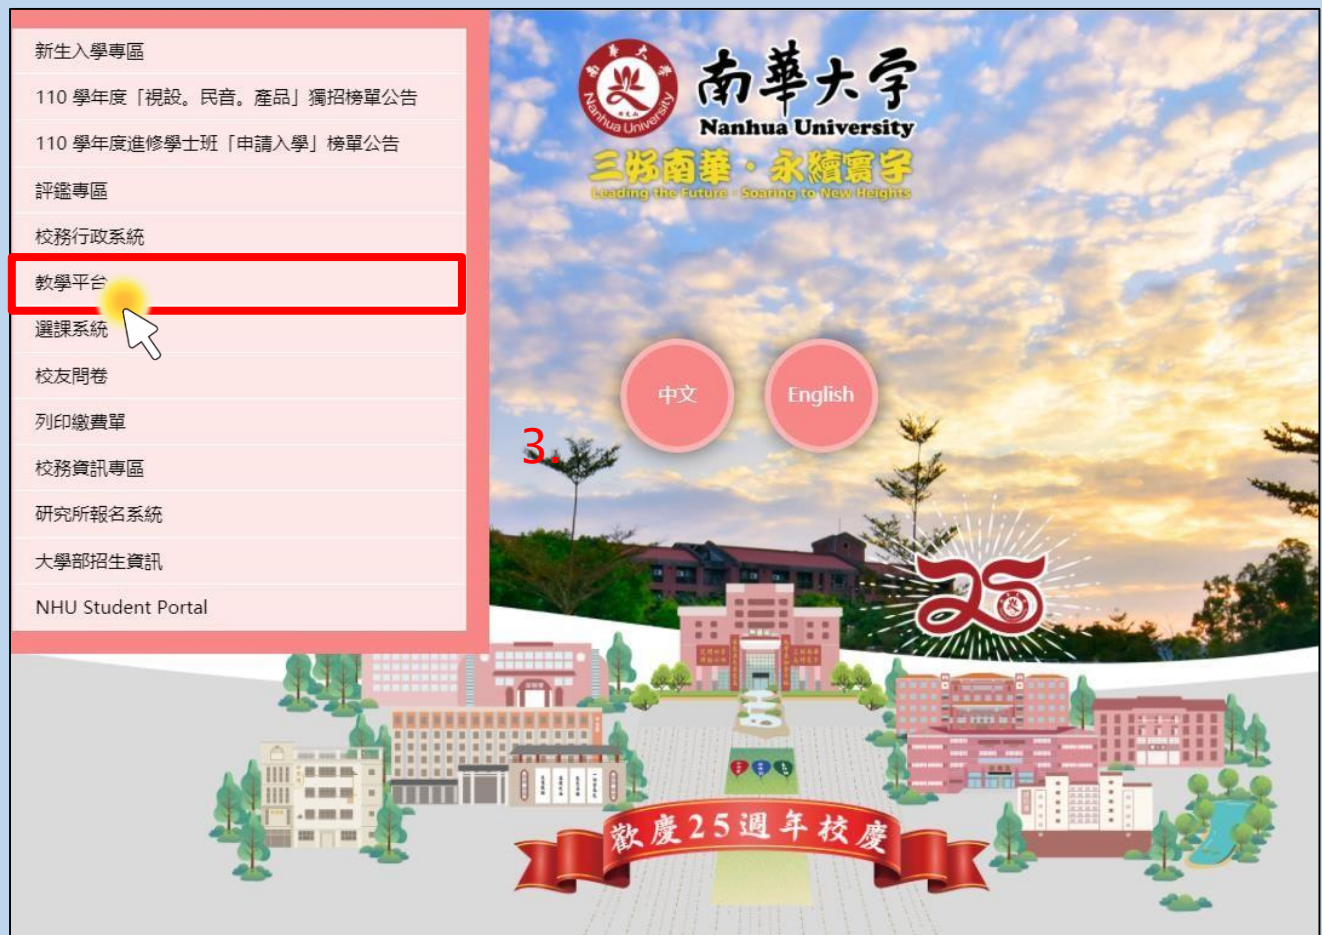 新生入學專區
110 學年度「視設。民音。產品」獨招榜單公告
110 學年度進修學士班「申請入學」榜單公告
評鑑專區
校務行政系統
教學平台
選課系統
校友問卷
列印繳費單
校務資訊專區
研究所報名系統
大學部招生資訊
NHU Student Portal
南華大學
Nanhua University
南華大字
Nanhua University
三好南華・永續寰宇
Leading the Future・Soaring to New Heights
中文
English
3.
25
歡慶25週年校慶